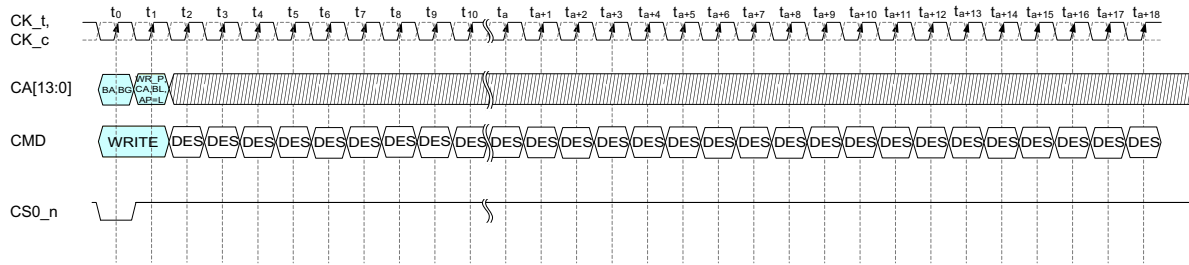 t0 t1 t2 t3 t4 t5 t6 t7 t8 t9 t10 ta ta+1 ta+2 ta+3 ta+4 ta+5 ta+6 ta+7 ta+8 ta+9 ta+10 ta+11 ta+12 ta+13 ta+14 ta+15 ta+16 ta+17 ta+18
CK_t,
CK_c
CA[13:0]
BA,BG
WR_P,
CA,BL,
AP=L
CMD
WRITE DES DES DES DES DES DES DES DES DES DES DES DES DES DES DES DES DES DES DES DES DES DES DES DES DES DES DES DES
CS0_n